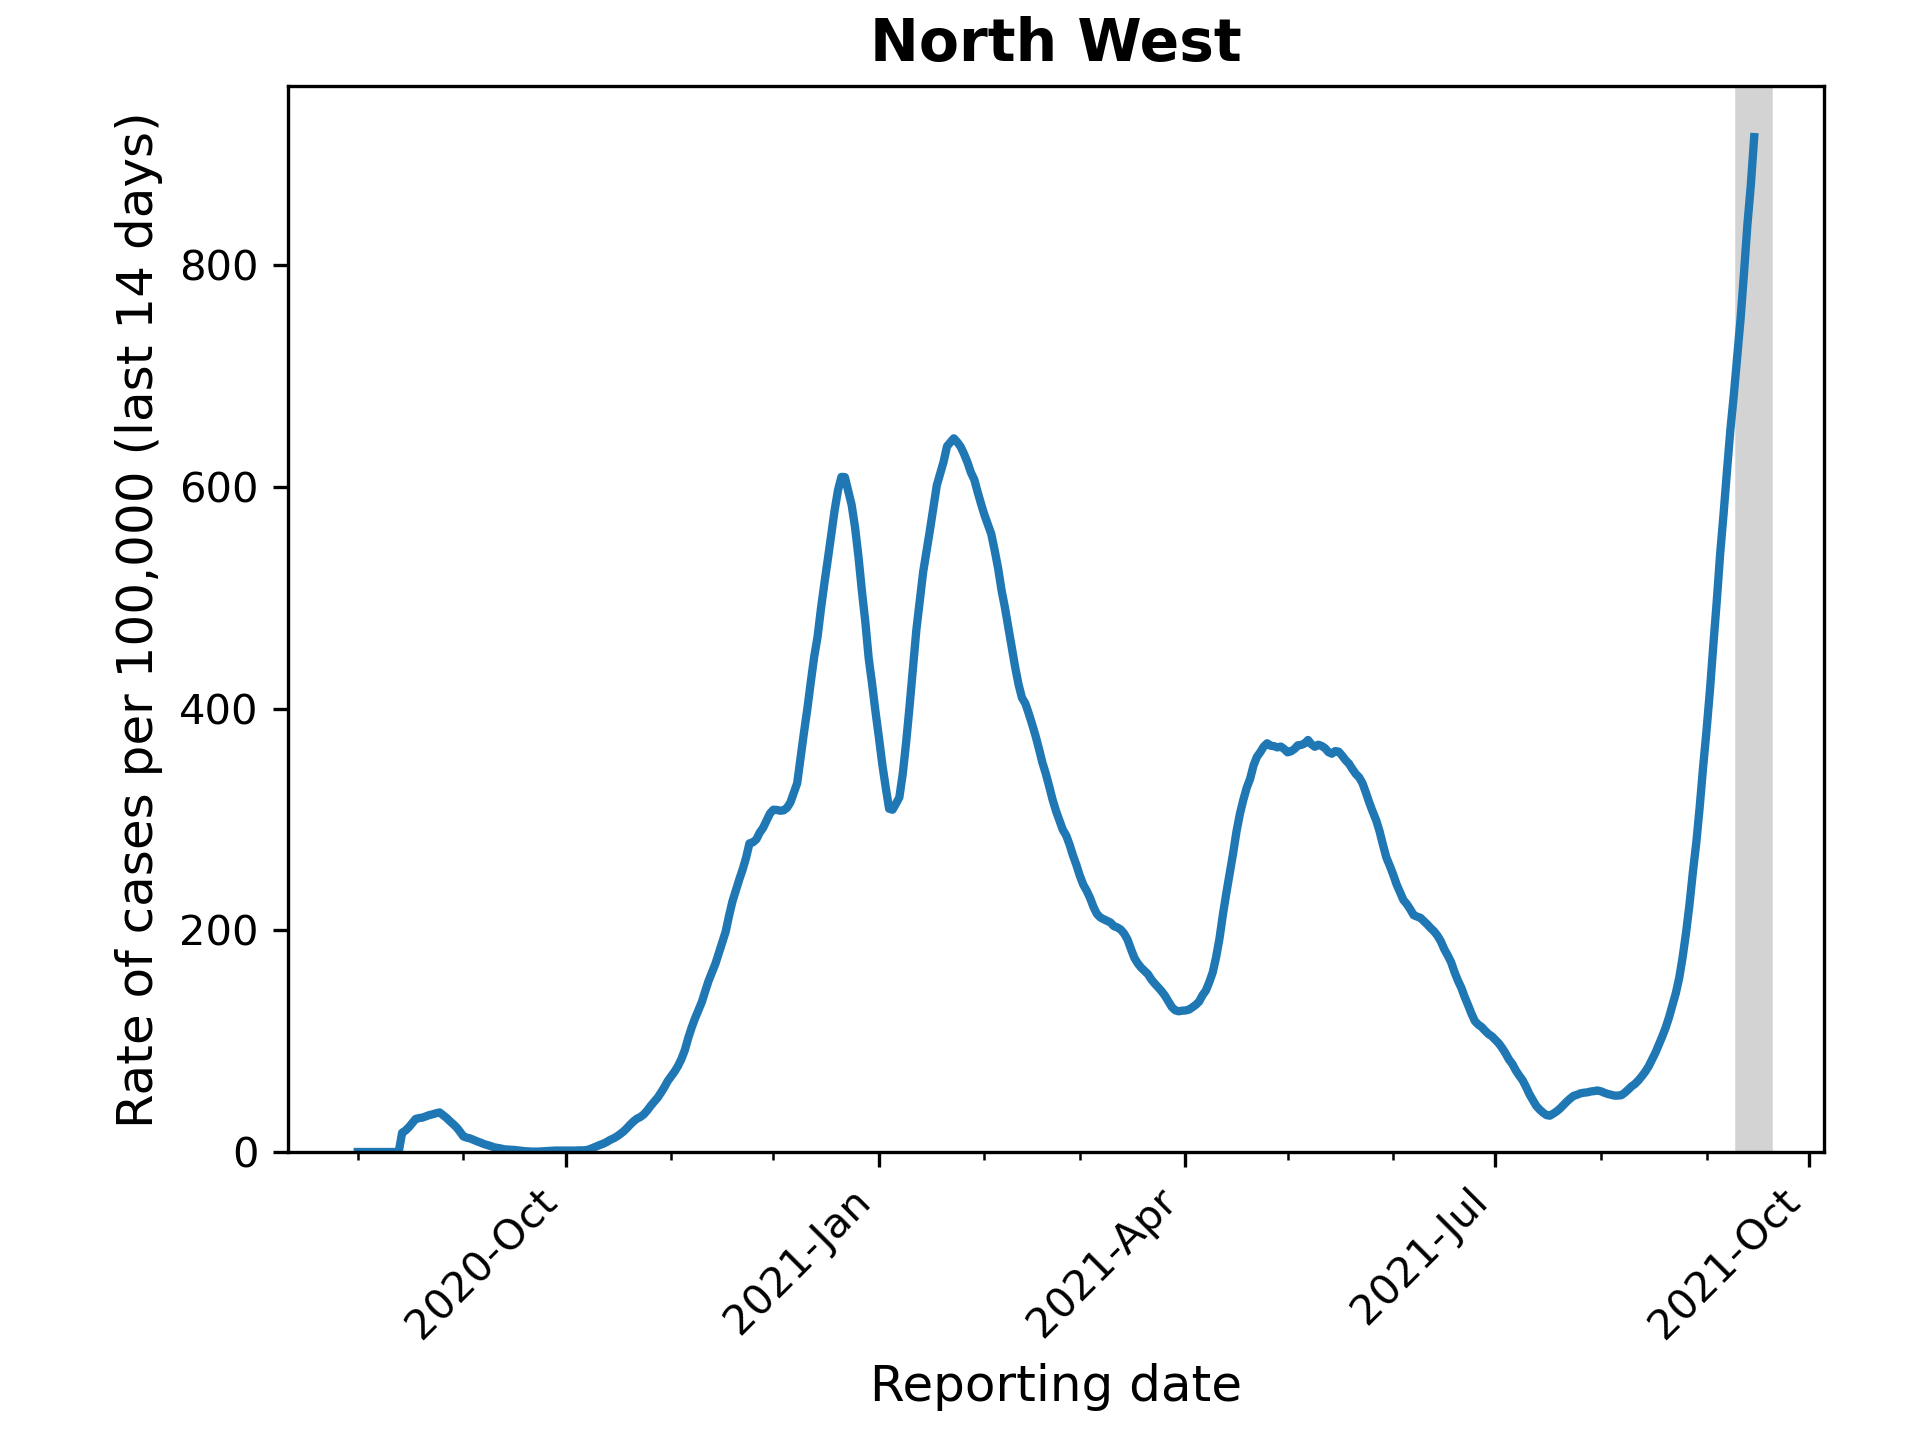 North West
Rate of cases per 100,000 (last 14 days)
800
600
400
200
0
2020-Oct
2021-Jan
2021-Apr
2021-Jul
2021-Oct
Reporting date